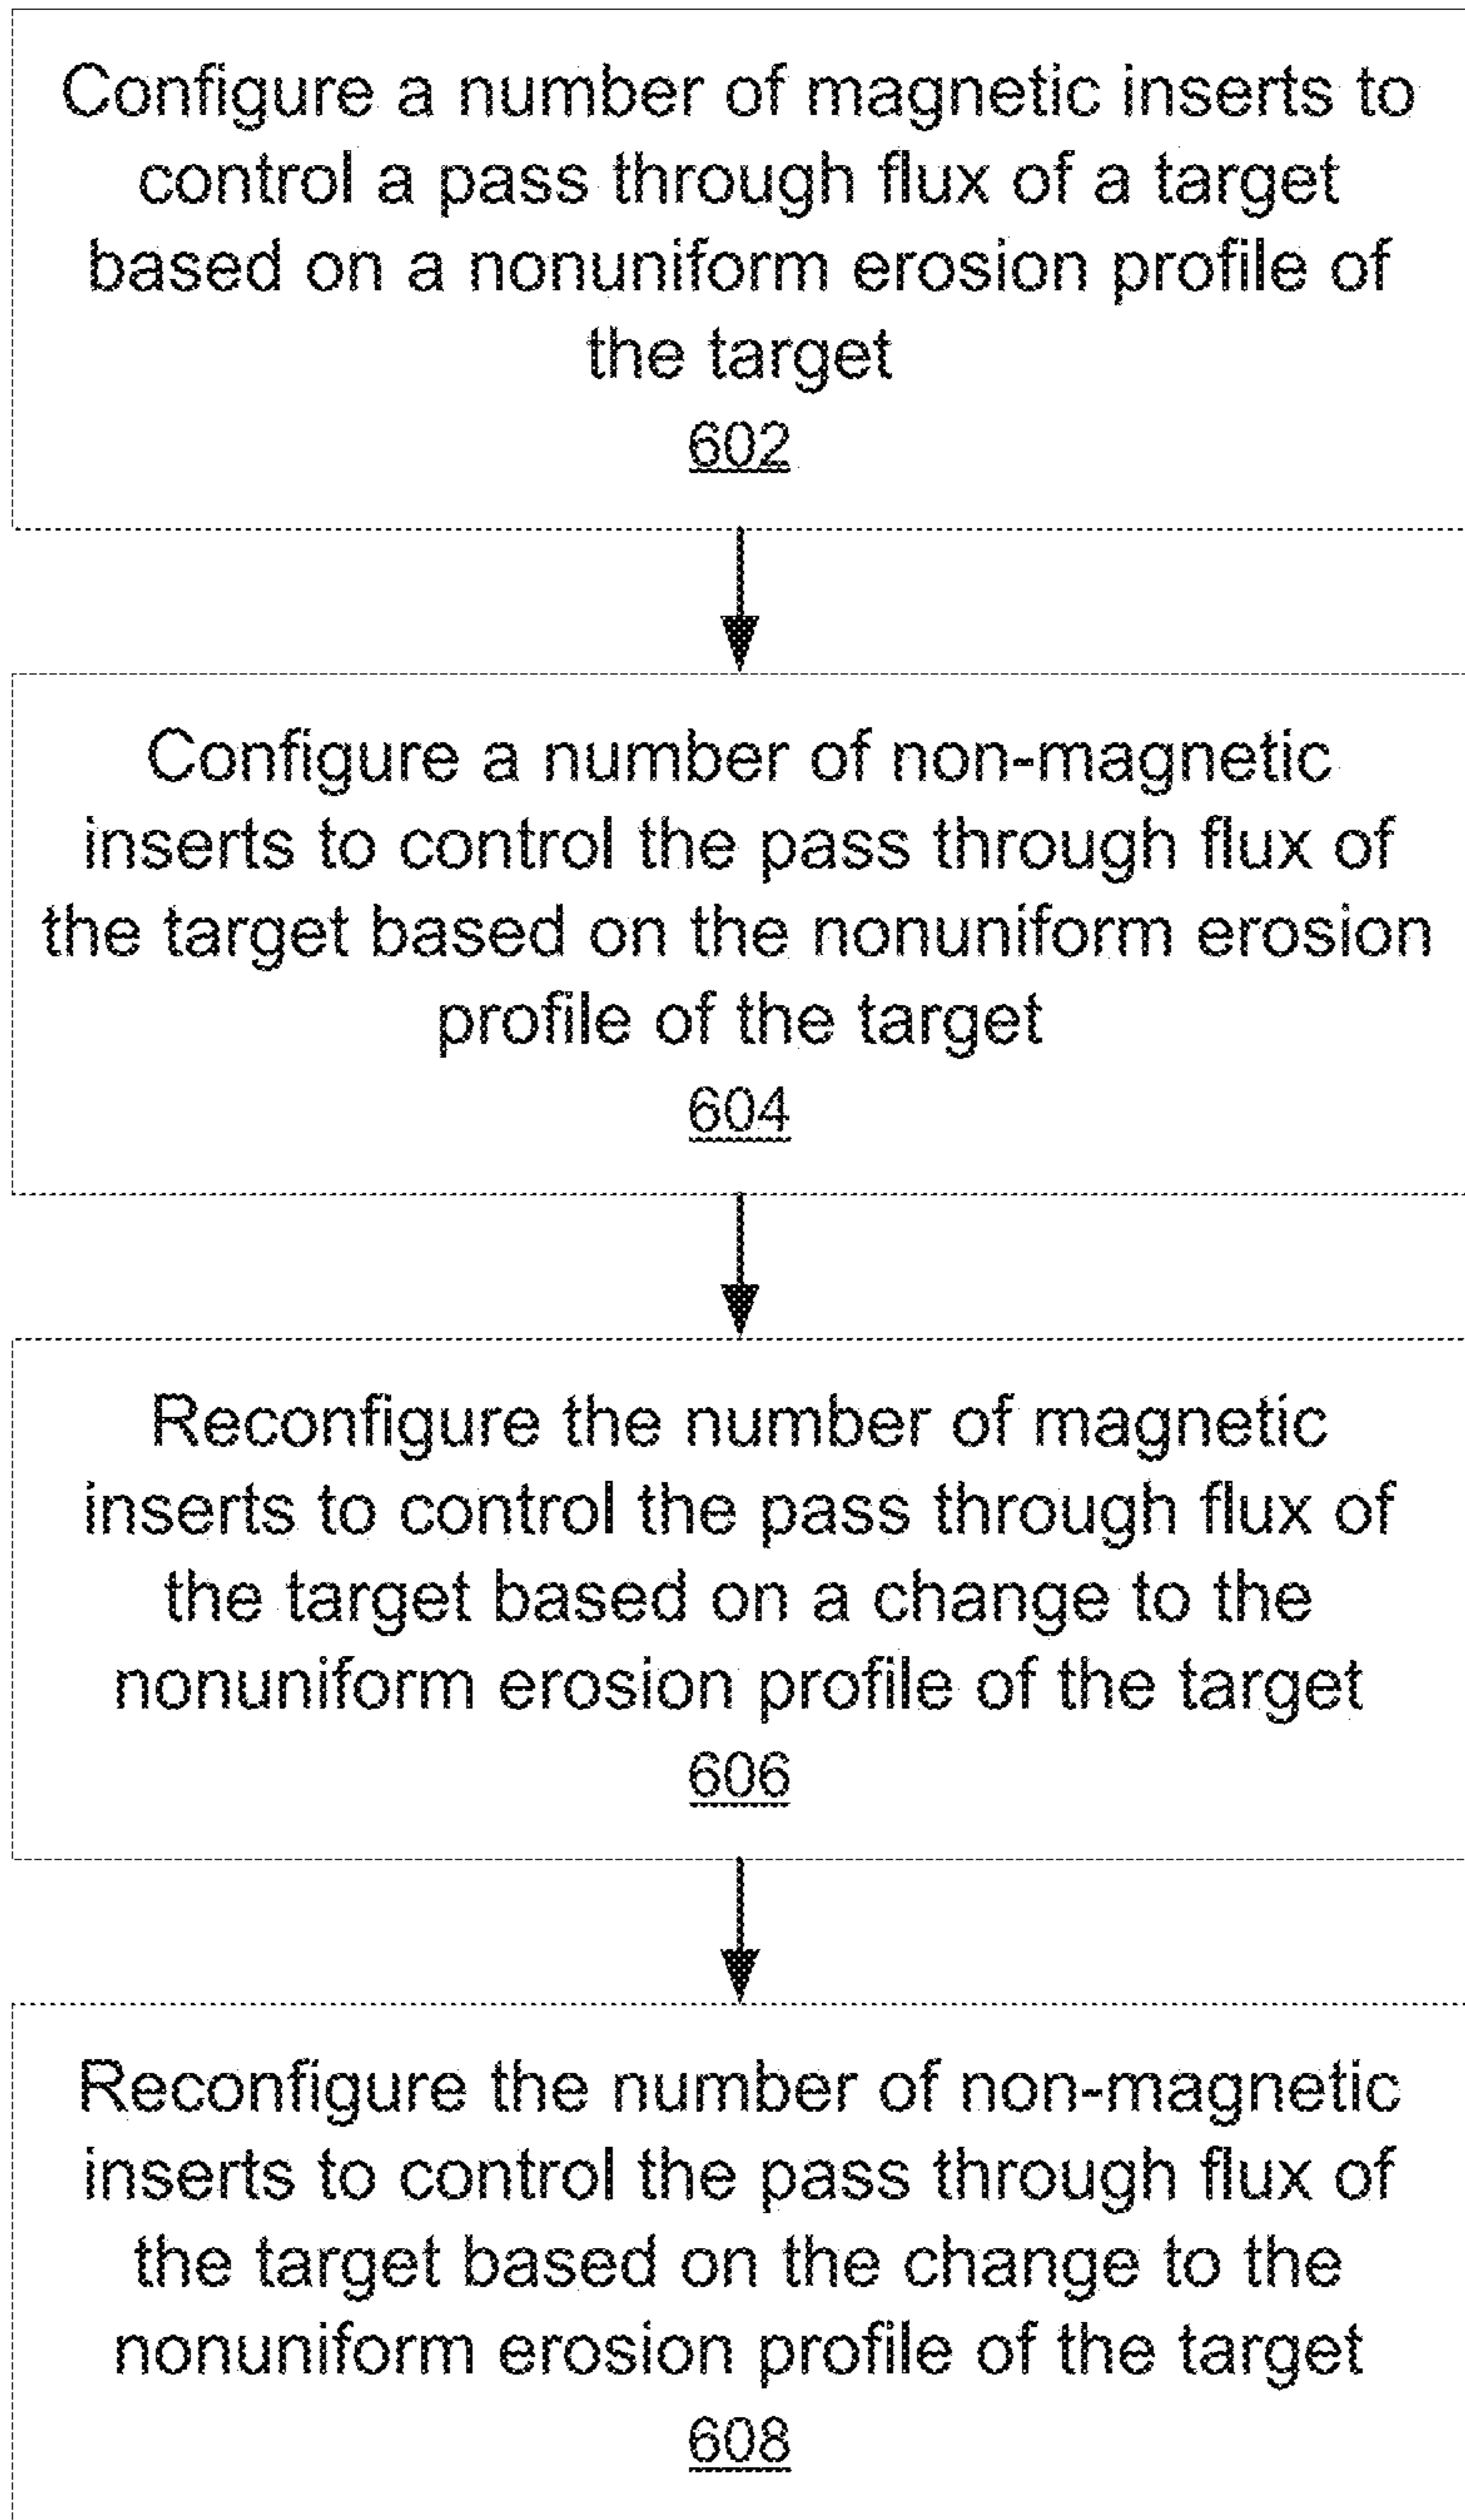 Configure a number of magnetic inserts to
control a pass through flux of a target
based on a nonuniform erosion profile of
the target
602
Configure a number of non-magnetic
inserts to control the pass through flux of
the target based on the nonuniform erosion
profile of the target
604
Reconfigure the number of magnetic
inserts to control the pass through flux of
the target based on a change to the
nonuniform erosion profile of the target
606
Reconfigure the number of non-magnetic
inserts to control the pass through flux of
the target based on the change to the
nonuniform erosion profile of the target
608